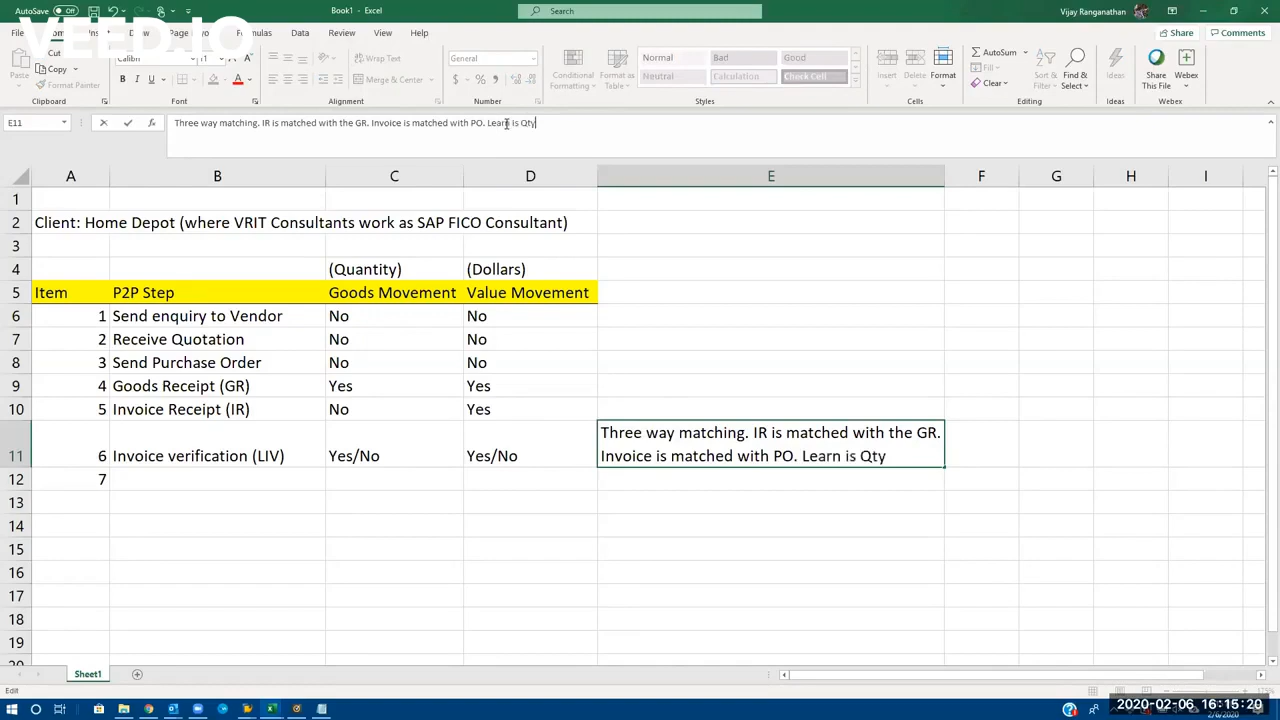 AutoSave Off Book1 - Excel Search Vijay Ranganathan
VEED.IO
Formulas Data Review View Help Share Comments
Cut
Copy
Format Painter
Paste
Calibri
Wrap Text
Merge & Center
General
Conditional Formatting
Format as Table
Normal Bad Good
Neutral Calculation Check Cell
Insert Delete Format
AutoSum
Fill
Clear
Sort & Find &
Filter Select
Ideas
Share This File
Webex
Clipboard Font Alignment Number Styles Cells Editing Ideas Webex
E11 Three way matching. IR is matched with the GR. Invoice is matched with PO. Learn is Qty
A B C D E F G H I
1
2 Client: Home Depot (where VRIT Consultants work as SAP FICO Consultant)
3
4 (Quantity) (Dollars)
5 Item P2P Step Goods Movement Value Movement
6 1 Send enquiry to Vendor No No
7 2 Receive Quotation No No
8 3 Send Purchase Order No No
9 4 Goods Receipt (GR) Yes Yes
10 5 Invoice Receipt (IR) No Yes
Three way matching. IR is matched with the GR.
11 6 Invoice verification (LIV) Yes/No Yes/No Invoice is matched with PO. Learn is Qty
12 7
13
14
15
16
17
18
19
20
Sheet1
Edit
2020-02-06 16:15:20
2/6/2020